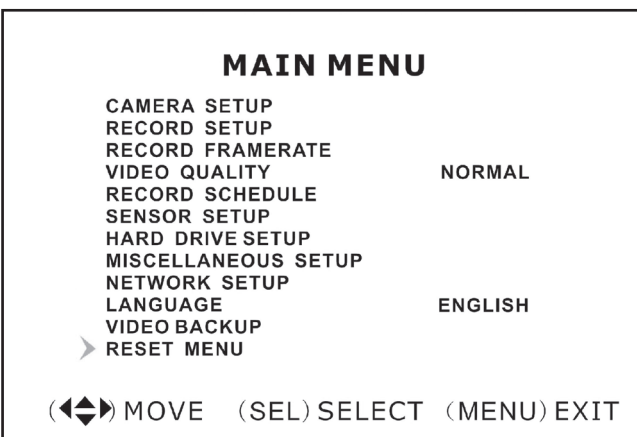 MAIN MENU
CAMERA SETUP
RECORD SETUP
RECORD FRAMERATE
VIDEO QUALITY NORMAL
RECORD SCHEDULE
SENSOR SETUP
HARD DRIVE SETUP
MISCELLANEOUS SETUP
NETWORK SETUP
LANGUAGE ENGLISH
VIDEO BACKUP
RESET MENU
(◀▲▼▶) MOVE (SEL) SELECT (MENU) EXIT